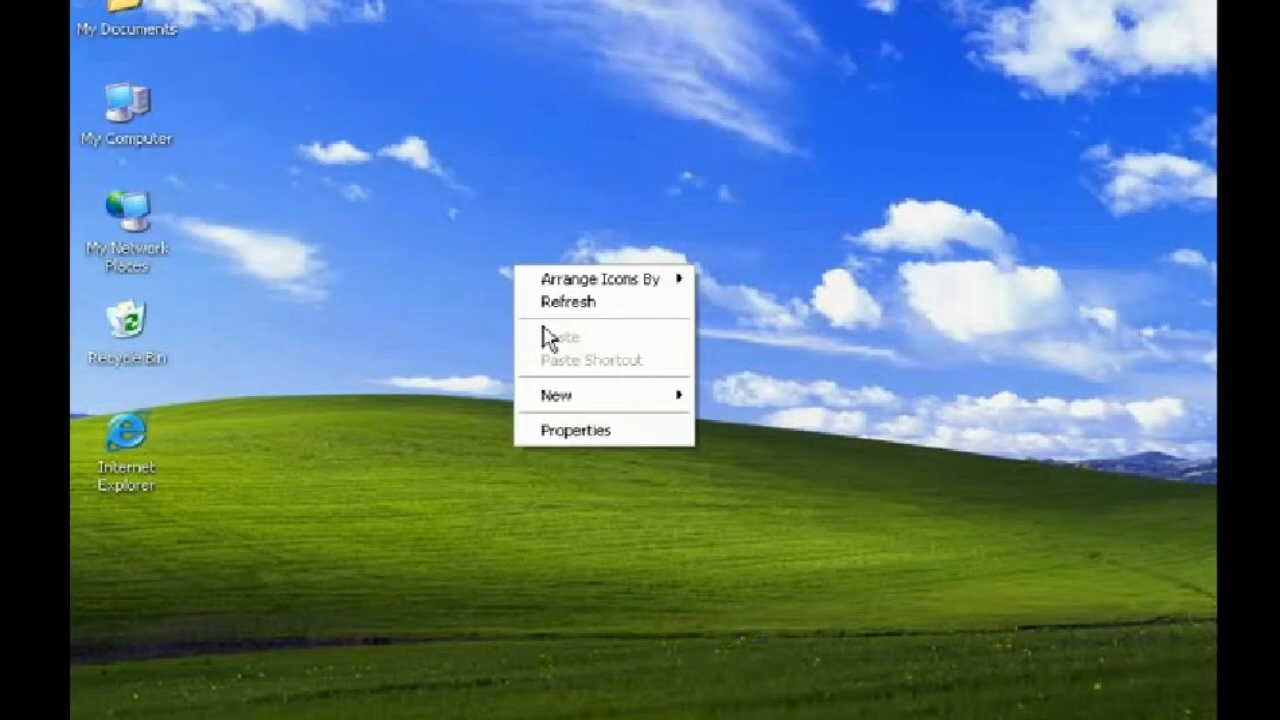 My Documents
My Computer
My Network
Places
Recycle Bin
Internet
Explorer
Arrange Icons By
Refresh
ste
Paste Shortcut
New
Properties